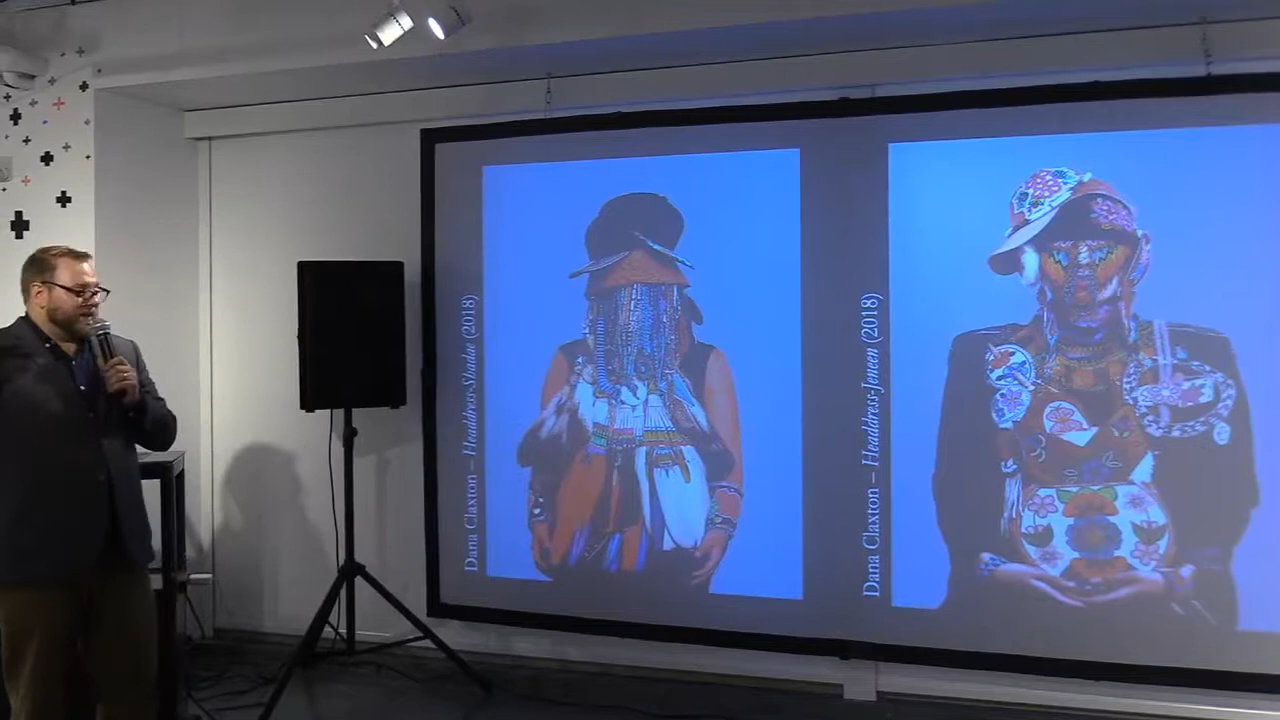 Dana Claxton – Headdress-Shadae (2018)
Dana Claxton – Headdress-Jeneen (2018)